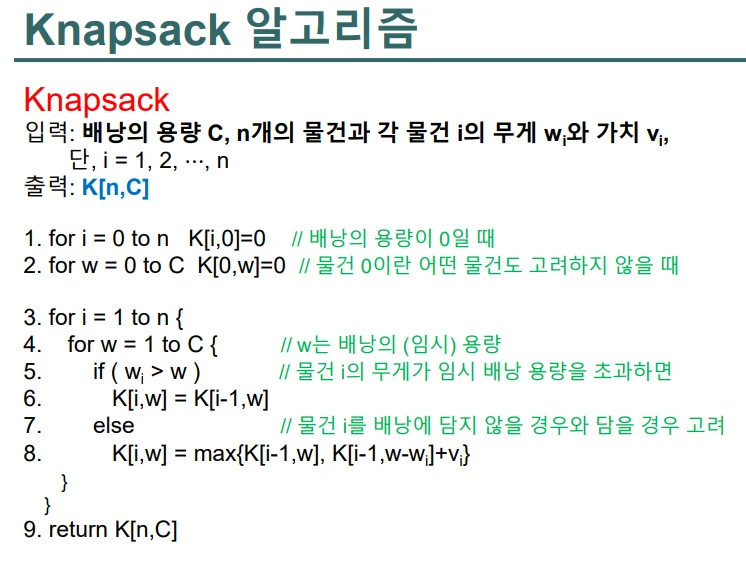 Knapsack 알고리즘
Knapsack
입력: 배낭의 용량 C, n개의 물건과 각 물건 i의 무게 wi와 가치 vi,
단, i = 1, 2, ⋯, n
출력: K[n,C]
1. for i = 0 to n K[i,0]=0 // 배낭의 용량이 0일 때
2. for w = 0 to C K[0,w]=0 // 물건 0이란 어떤 물건도 고려하지 않을 때
3. for i = 1 to n {
4. for w = 1 to C { // w는 배낭의 (임시) 용량
5. if ( wi > w ) // 물건 i의 무게가 임시 배낭 용량을 초과하면
6. K[i,w] = K[i-1,w]
7. else // 물건 i를 배낭에 담지 않을 경우와 담을 경우 고려
8. K[i,w] = max{K[i-1,w], K[i-1,w-wi]+vi}
}
}
9. return K[n,C]